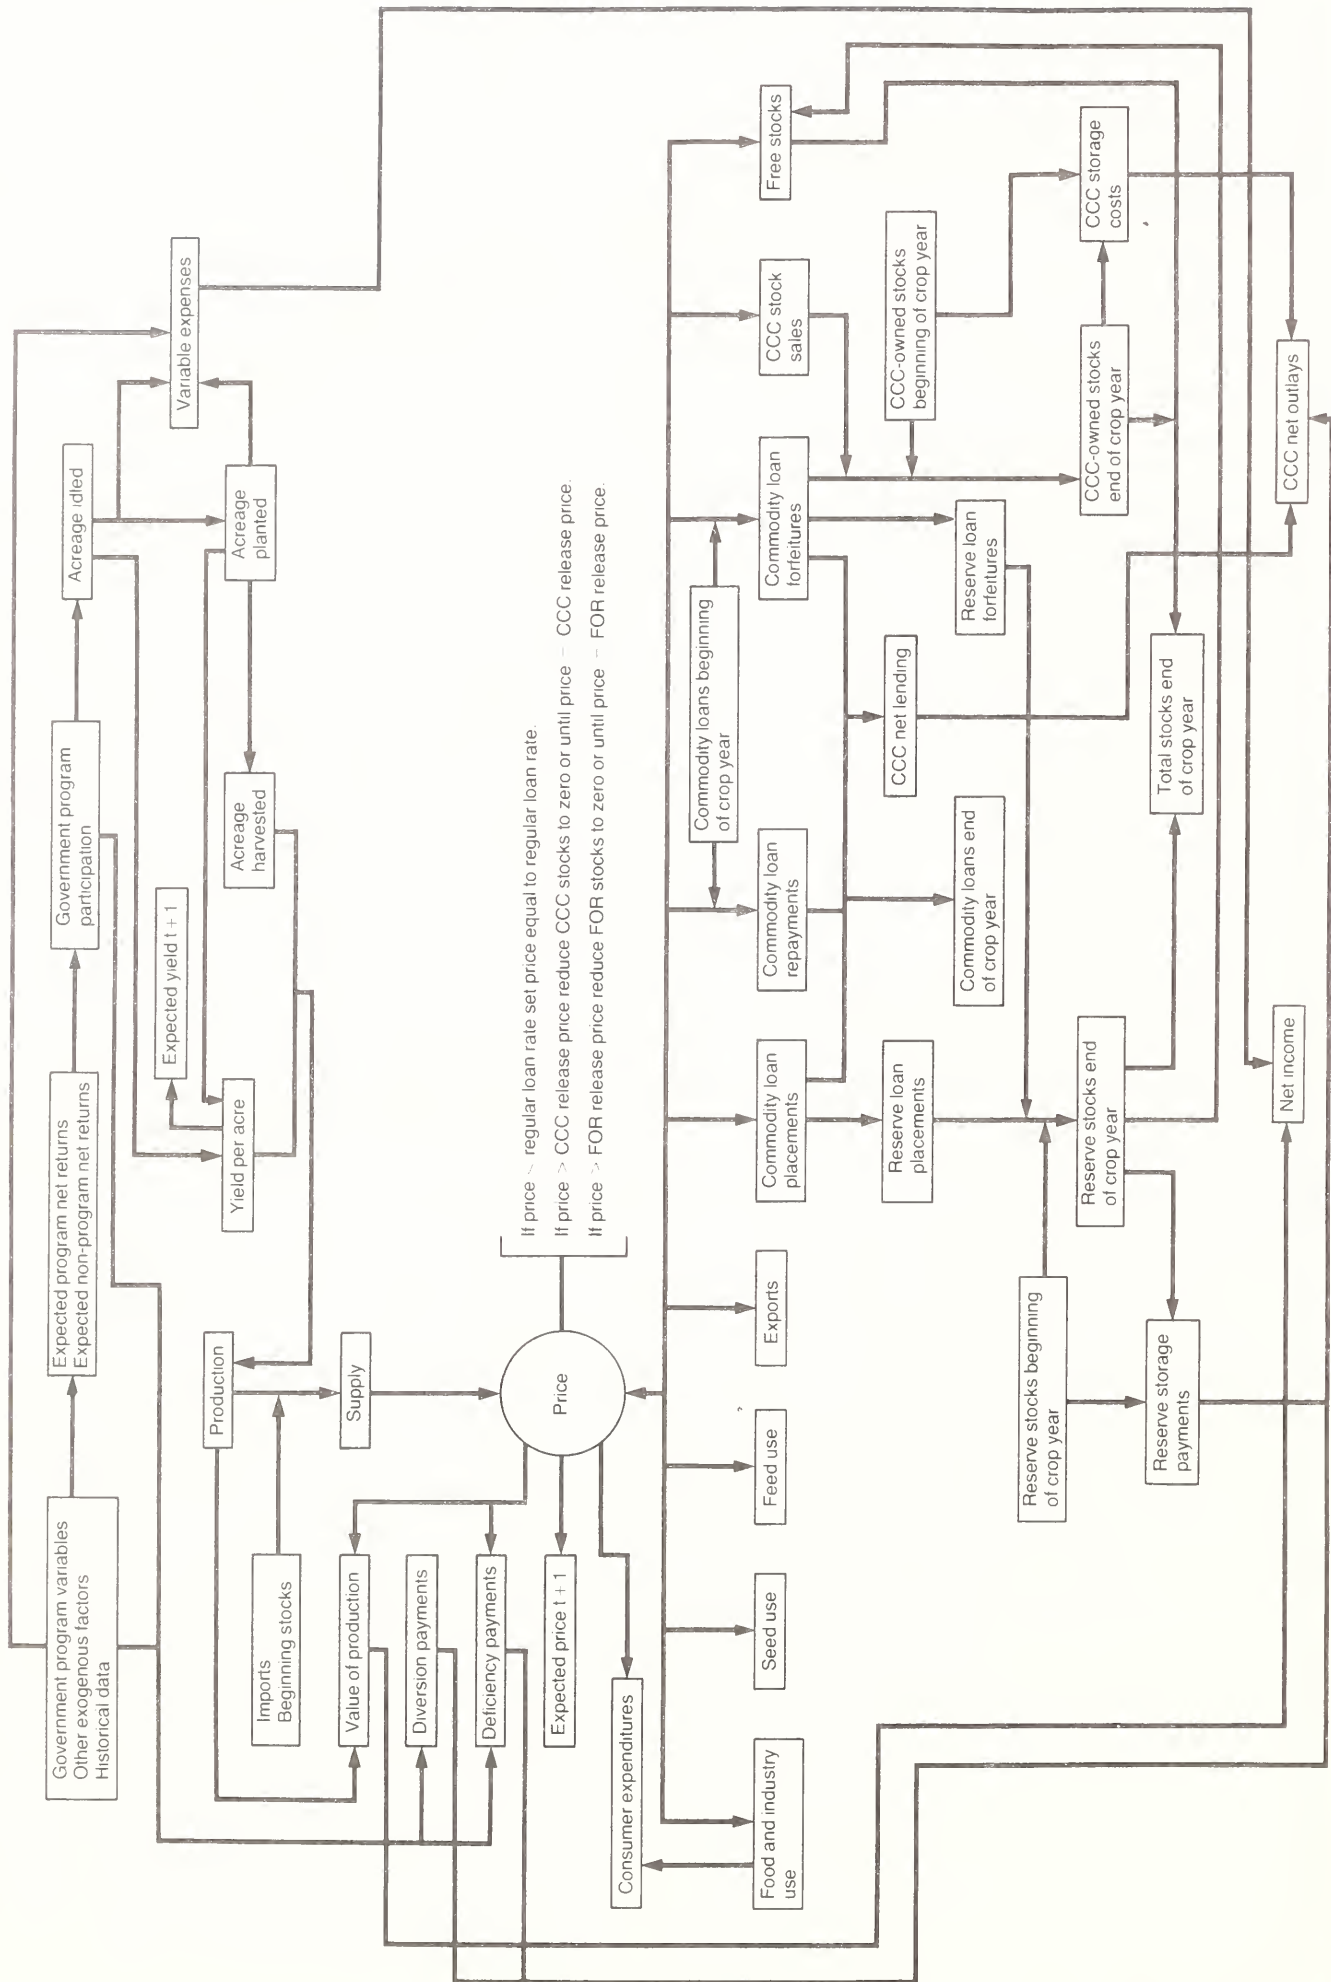 Government program variables
Other exogenous factors
Historical data
Expected program net returns
Expected non-program net returns
Government program
participation
Acreage idled
Variable expenses
Expected yield t + 1
Yield per acre
Acreage
harvested
Acreage
planted
Imports
Beginning stocks
Production
Supply
Value of production
Diversion payments
Deficiency payments
Expected price t + 1
Consumer expenditures
Price
If price ~ regular loan rate set price equal to regular loan rate.
If price > CCC release price reduce CCC stocks to zero or until price – CCC release price.
If price > FOR release price reduce FOR stocks to zero or until price – FOR release price.
Food and industry
use
Seed use
Feed use
Exports
Commodity loan
placements
Commodity loan
repayments
Commodity loans beginning
of crop year
Commodity loan
forfeitures
CCC stock
sales
Free stocks
Reserve loan
placements
CCC net lending
Commodity loans end
of crop year
Reserve loan
forfeitures
CCC-owned stocks
beginning of crop year
Reserve stocks beginning
of crop year
Reserve stocks end
of crop year
CCC-owned stocks
end of crop year
CCC storage
costs
Reserve storage
payments
Total stocks end
of crop year
Net income
CCC net outlays